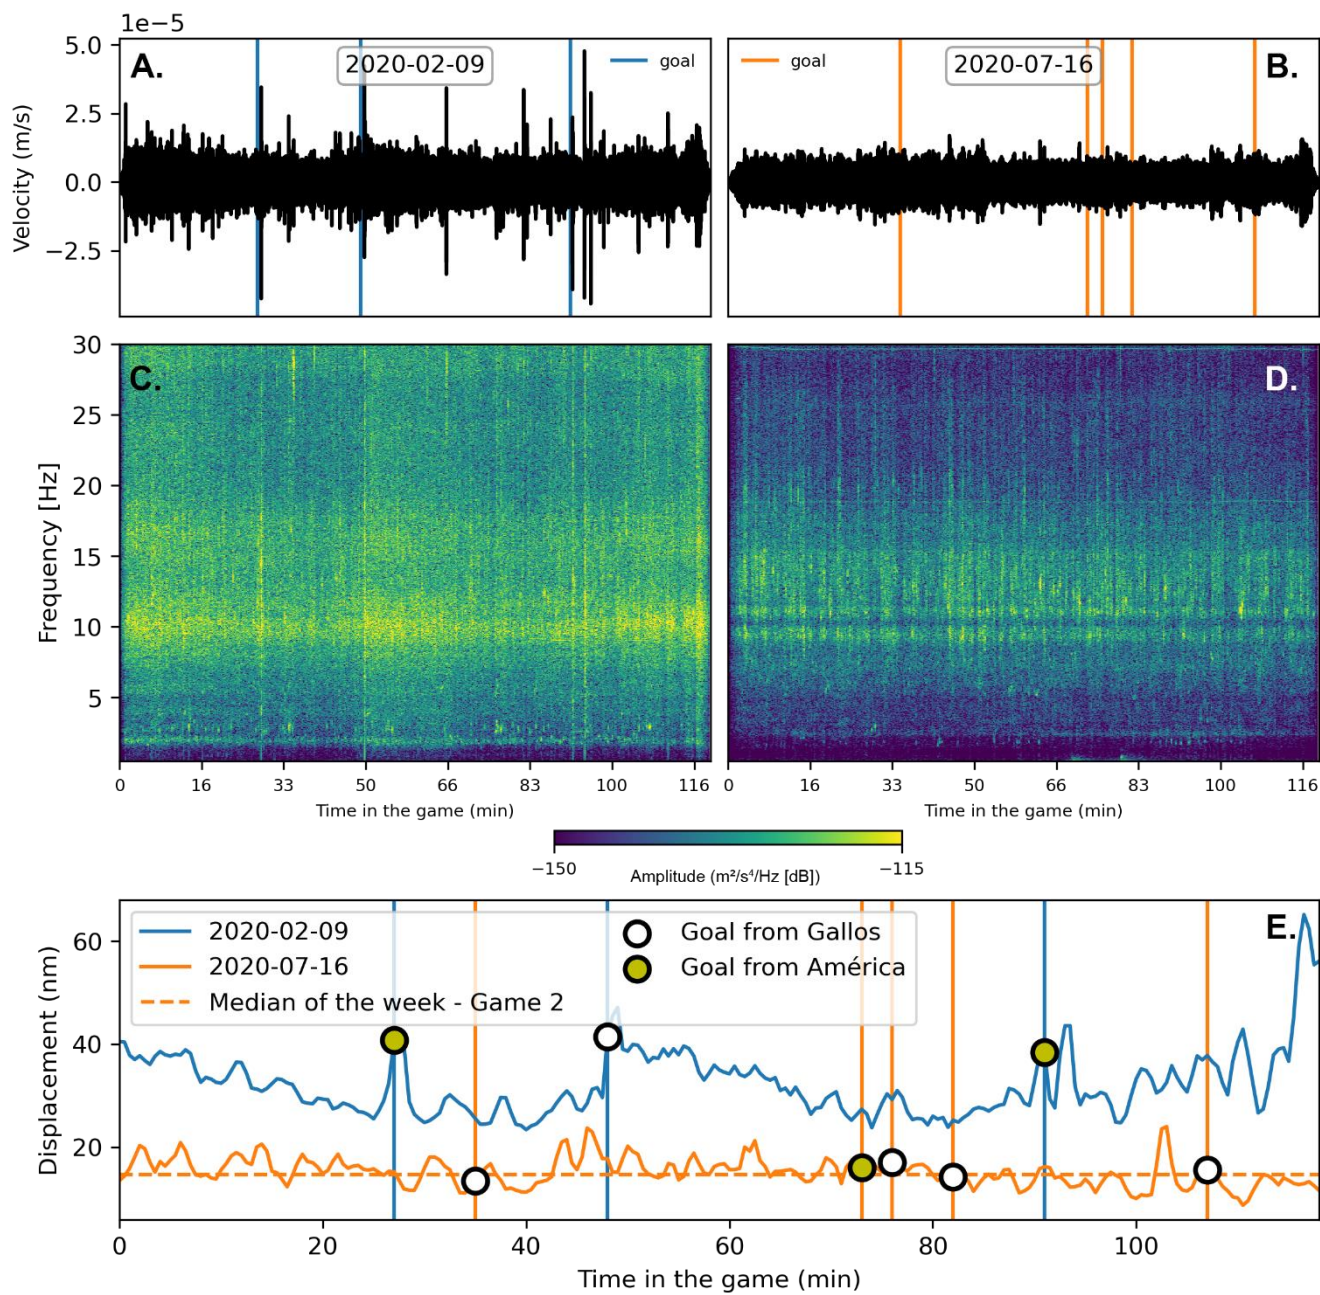 1e−5
A.
2020-02-09
goal
goal
2020-07-16
B.
5.0
2.5
0.0
−2.5
Velocity (m/s)
C.
D.
30
25
20
15
10
5
Frequency [Hz]
0 16 33 50 66 83 100 116
0 16 33 50 66 83 100 116
Time in the game (min)
Time in the game (min)
−150
−115
Amplitude (m²/s⁴/Hz [dB])
E.
2020-02-09
2020-07-16
Median of the week - Game 2
Goal from Gallos
Goal from América
60
40
20
Displacement (nm)
0 20 40 60 80 100
Time in the game (min)